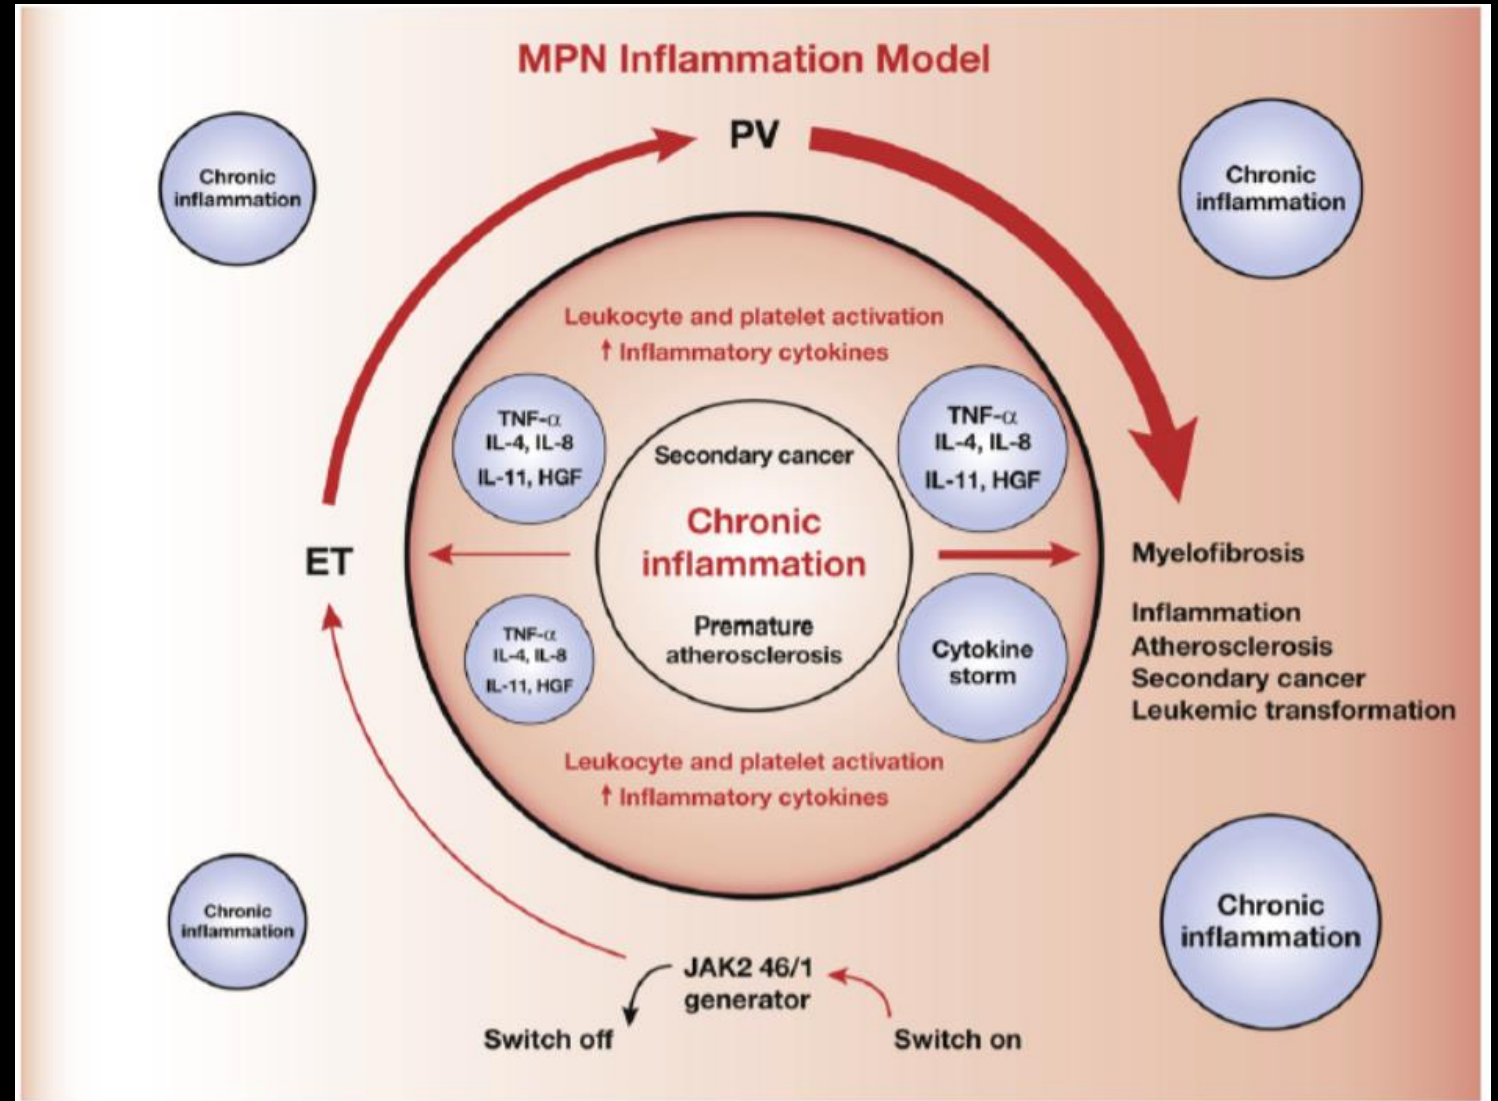 MPN Inflammation Model
PV
Chronic
inflammation
Chronic
inflammation
Leukocyte and platelet activation
↑ Inflammatory cytokines
TNF-α
IL-4, IL-8
IL-11, HGF
TNF-α
IL-4, IL-8
IL-11, HGF
Secondary cancer
Chronic
inflammation
Premature
atherosclerosis
ET
TNF-α
IL-4, IL-8
IL-11, HGF
Cytokine
storm
Myelofibrosis
Inflammation
Atherosclerosis
Secondary cancer
Leukemic transformation
Leukocyte and platelet activation
↑ Inflammatory cytokines
Chronic
inflammation
Chronic
inflammation
JAK2 46/1
generator
Switch off
Switch on